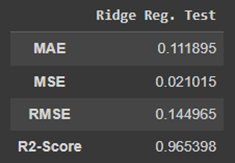 Ridge Reg. Test
MAE 0.111895
MSE 0.021015
RMSE 0.144965
R2-Score 0.965398